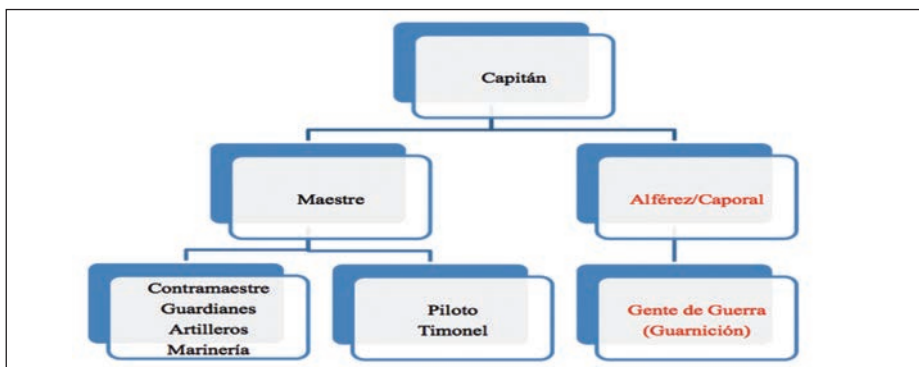 Capitán
Maestre
Alférez/Caporal
Contramaestre
Guardianes
Artilleros
Marinería
Piloto
Timonel
Gente de Guerra
(Guarnición)